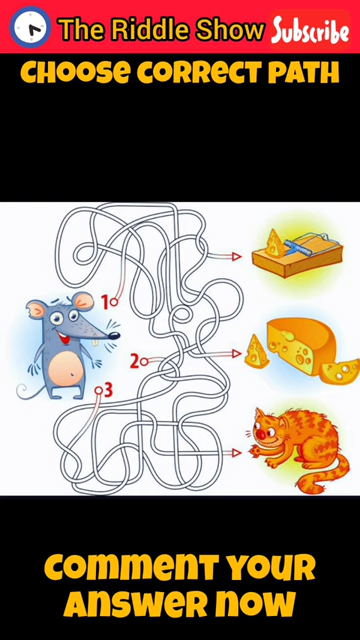 The Riddle Show Subscribe
CHOOSE CORRECT PATH
1
2
3
COMMENT YOUR
ANSWER NOW